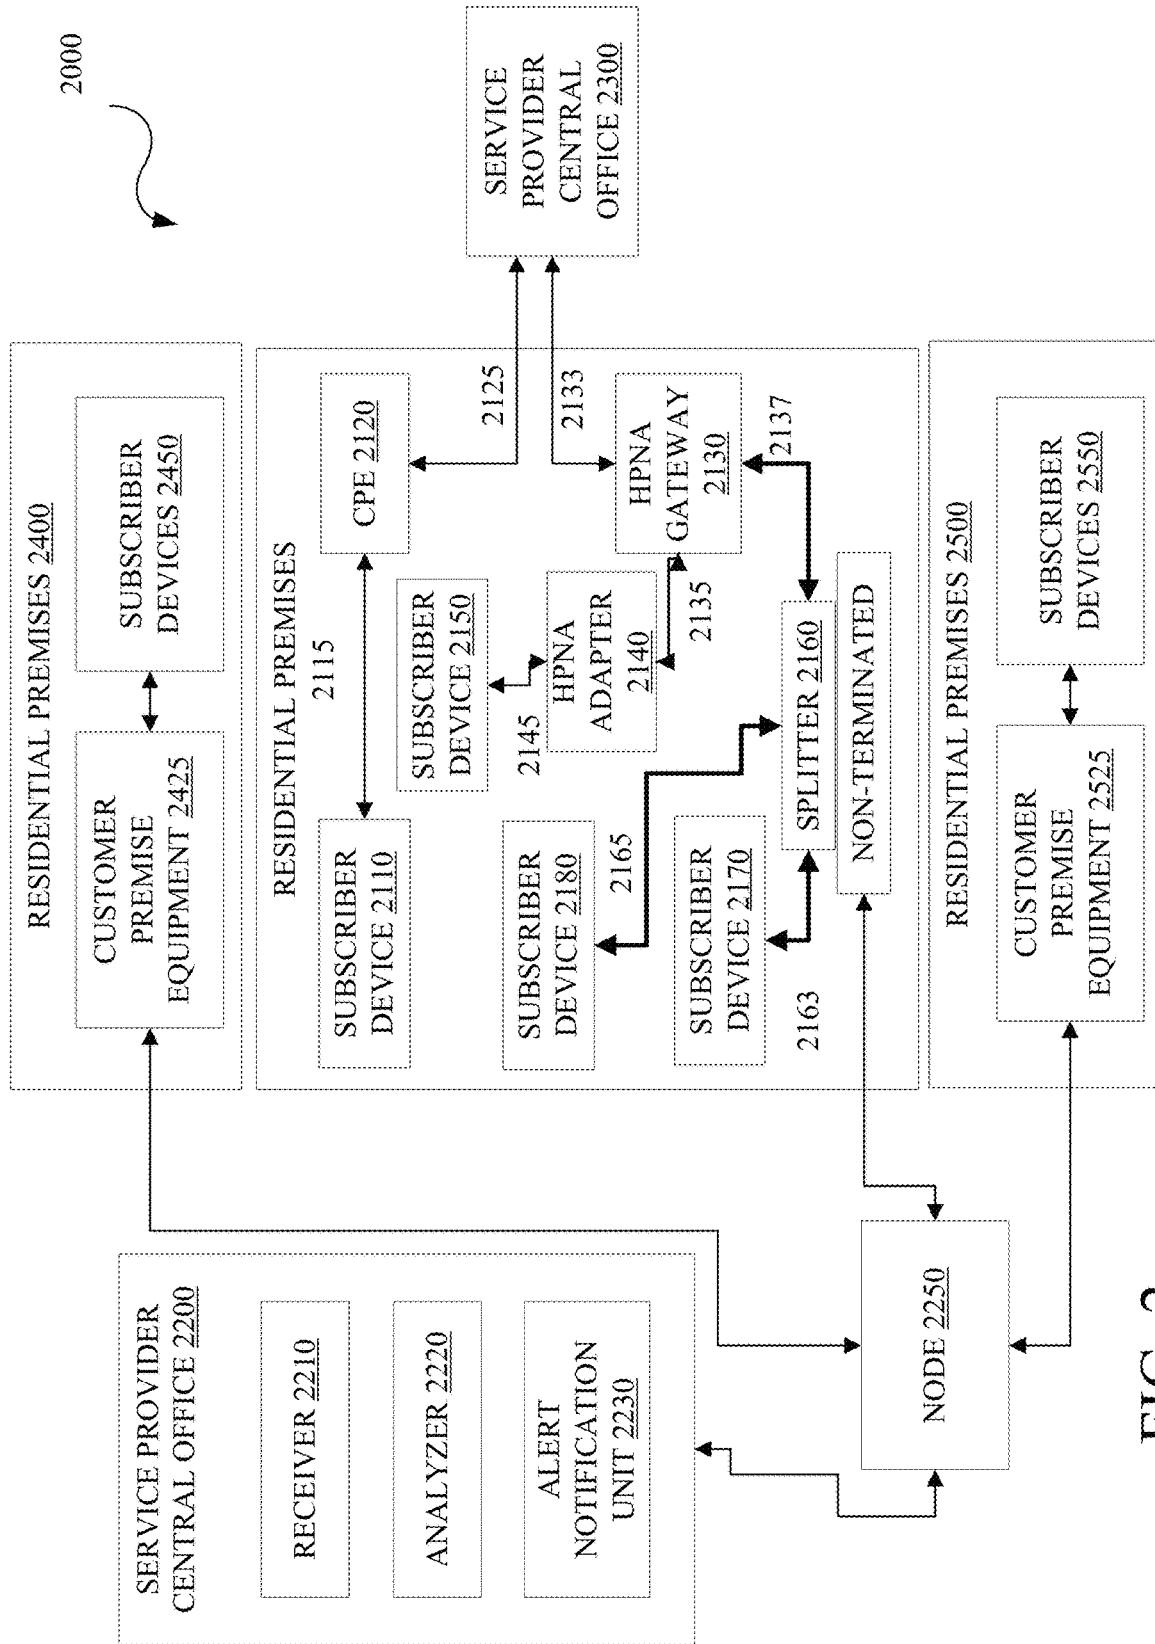 2000
SERVICE PROVIDER
CENTRAL OFFICE 2200
RECEIVER 2210
ANALYZER 2220
ALERT
NOTIFICATION
UNIT 2230
NODE 2250
RESIDENTIAL PREMISES 2400
CUSTOMER
PREMISE
EQUIPMENT 2425
SUBSCRIBER
DEVICES 2450
RESIDENTIAL PREMISES
SUBSCRIBER
DEVICE 2110
2115
CPE 2120
2125
SUBSCRIBER
DEVICE 2150
2145
HPNA
ADAPTER
2140
2135
2133
HPNA
GATEWAY
2130
2137
SUBSCRIBER
DEVICE 2180
2165
SUBSCRIBER
DEVICE 2170
2163
SPLITTER 2160
NON-TERMINATED
RESIDENTIAL PREMISES 2500
CUSTOMER
PREMISE
EQUIPMENT 2525
SUBSCRIBER
DEVICES 2550
SERVICE
PROVIDER
CENTRAL
OFFICE 2300